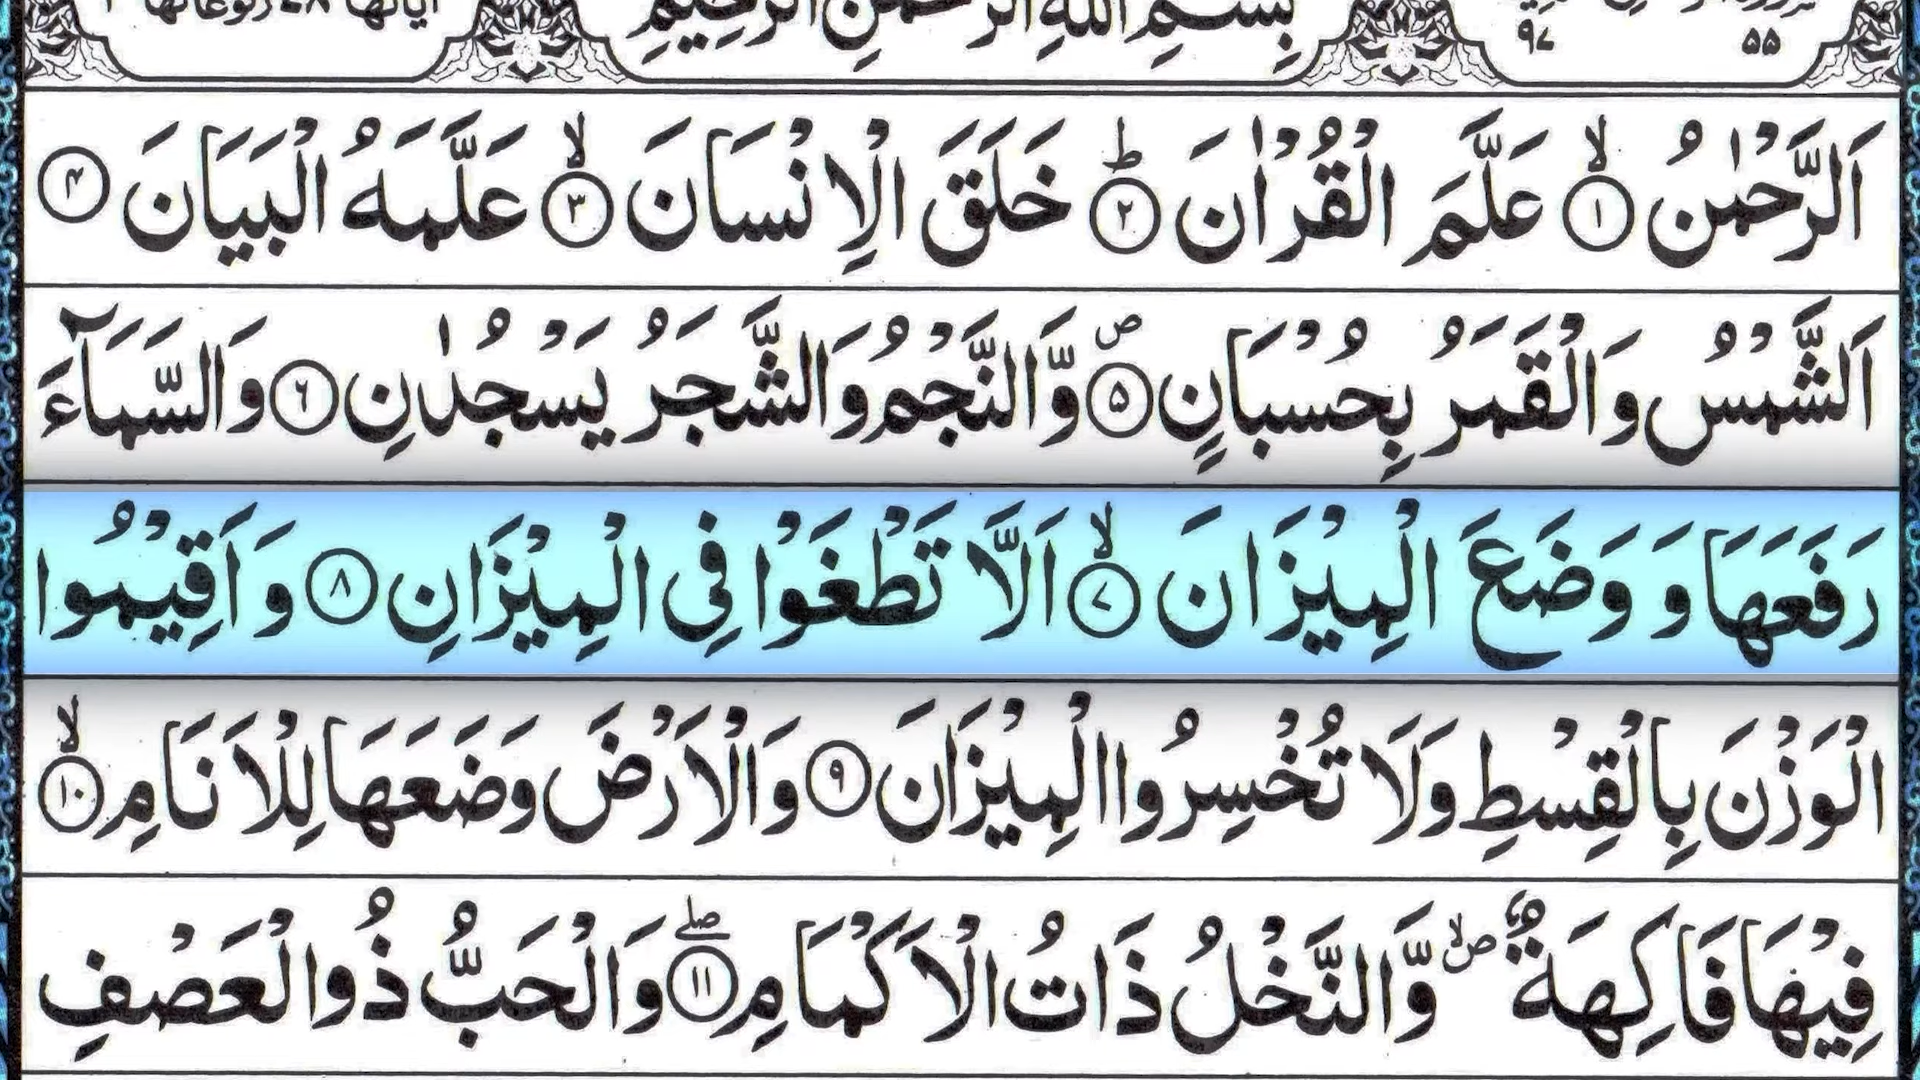 بِسْمِ اللهِ الرَّحْمٰنِ الرَّحِيْمِ
اَلرَّحْمٰنُ ۙ﴿۱﴾ عَلَّمَ الْقُرْاٰنَ ؕ﴿۲﴾ خَلَقَ الْاِنْسَانَ ۙ﴿۳﴾ عَلَّمَهُ الْبَيَانَ ﴿۴﴾
اَلشَّمْسُ وَالْقَمَرُ بِحُسْبَانٍ ۪﴿۵﴾ وَّالنَّجْمُ وَالشَّجَرُ يَسْجُدٰنِ ﴿۶﴾ وَالسَّمَآءَ
رَفَعَهَا وَ وَضَعَ الْمِيْزَانَ ۙ﴿۷﴾ اَلَّا تَطْغَوْا فِى الْمِيْزَانِ ﴿۸﴾ وَ اَقِيْمُوا
الْوَزْنَ بِالْقِسْطِ وَلَا تُخْسِرُوا الْمِيْزَانَ ﴿۹﴾ وَالْاَرْضَ وَضَعَهَا لِلْاَنَامِ ۙ﴿۱۰﴾
فِيْهَا فَاكِهَةٌ ۪ۙ وَّالنَّخْلُ ذَاتُ الْاَكْمَامِ ۖ﴿۱۱﴾ وَالْحَبُّ ذُو الْعَصْفِ